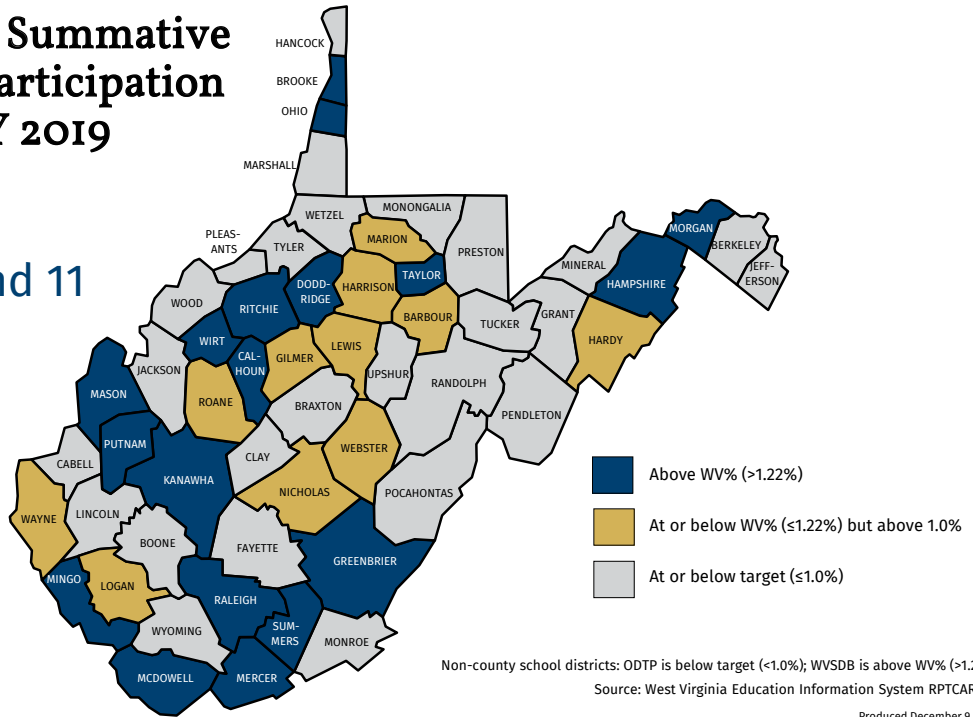 Summative
articipation
Y 2019
nd 11
HANCOCK
BROOKE
OHIO
MARSHALL
WETZEL
MONONGALIA
PLEAS-
ANTS
TYLER
MARION
PRESTON
MORGAN
BERKELEY
JEFF-
ERSON
MINERAL
HAMPSHIRE
WOOD
RITCHIE
DODD-
RIDGE
HARRISON
TAYLOR
BARBOUR
TUCKER
GRANT
HARDY
WIRT
CAL-
HOUN
GILMER
LEWIS
UPSHUR
RANDOLPH
JACKSON
MASON
ROANE
BRAXTON
PENDLETON
PUTNAM
CABELL
KANAWHA
CLAY
WEBSTER
NICHOLAS
POCAHONTAS
WAYNE
LINCOLN
BOONE
FAYETTE
GREENBRIER
MINGO
LOGAN
RALEIGH
WYOMING
SUM-
MERS
MONROE
MCDOWELL
MERCER
Above WV% (>1.22%)
At or below WV% (≤1.22%) but above 1.0%
At or below target (≤1.0%)
Non-county school districts: ODTP is below target (<1.0%); WVSDB is above WV% (>1.2
Source: West Virginia Education Information System RPTCAR
Produced December 9